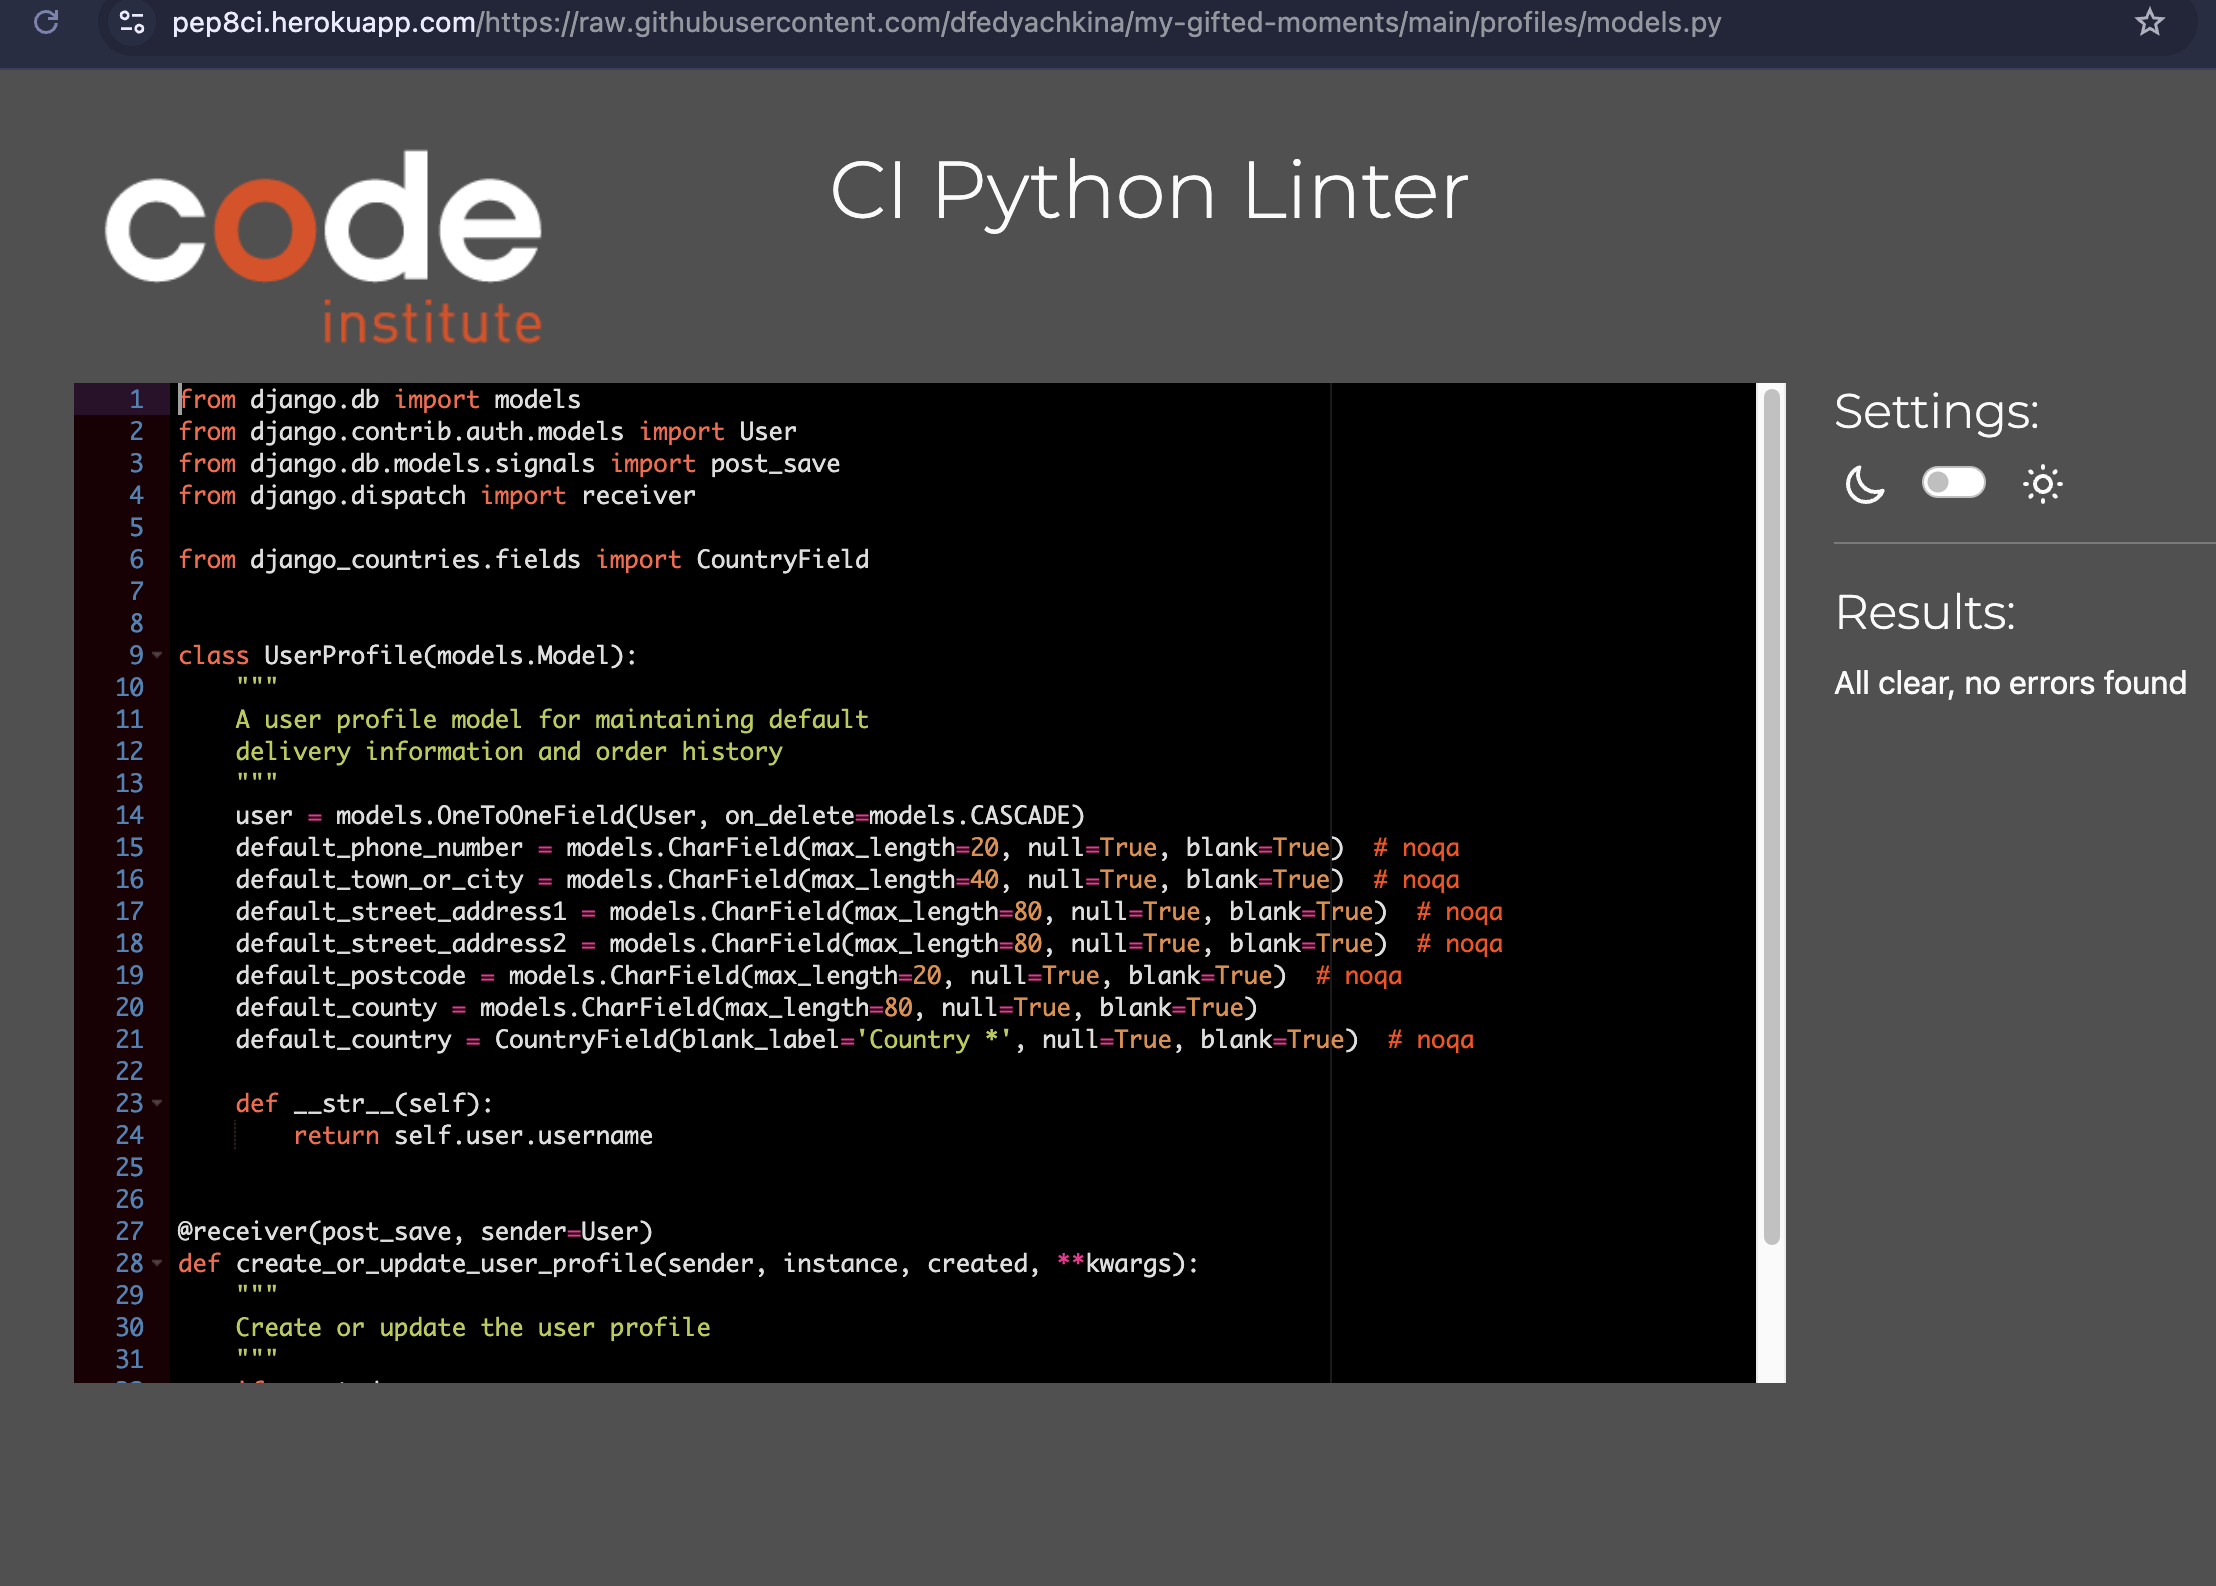 pep8ci.herokuapp.com/https://raw.githubusercontent.com/dfedyachkina/my-gifted-moments/main/profiles/models.py
code
institute
CI Python Linter
1 from django.db import models
2 from django.contrib.auth.models import User
3 from django.db.models.signals import post_save
4 from django.dispatch import receiver
5
6 from django_countries.fields import CountryField
7
8
9 class UserProfile(models.Model):
10     """
11     A user profile model for maintaining default
12     delivery information and order history
13     """
14     user = models.OneToOneField(User, on_delete=models.CASCADE)
15     default_phone_number = models.CharField(max_length=20, null=True, blank=True)  # noqa
16     default_town_or_city = models.CharField(max_length=40, null=True, blank=True)  # noqa
17     default_street_address1 = models.CharField(max_length=80, null=True, blank=True)  # noqa
18     default_street_address2 = models.CharField(max_length=80, null=True, blank=True)  # noqa
19     default_postcode = models.CharField(max_length=20, null=True, blank=True)  # noqa
20     default_county = models.CharField(max_length=80, null=True, blank=True)
21     default_country = CountryField(blank_label='Country *', null=True, blank=True)  # noqa
22
23     def __str__(self):
24         return self.user.username
25
26
27 @receiver(post_save, sender=User)
28 def create_or_update_user_profile(sender, instance, created, **kwargs):
29     """
30     Create or update the user profile
31     """
Settings:
Results:
All clear, no errors found